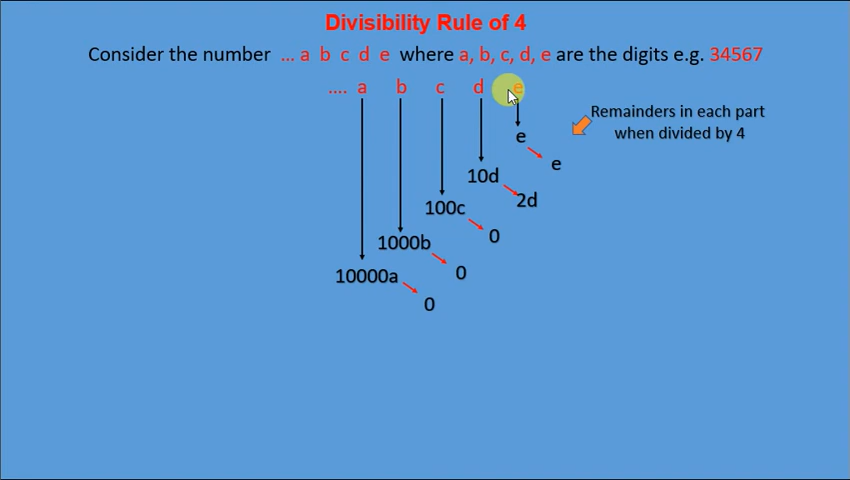 Divisibility Rule of 4
Consider the number ... a b c d e where a, b, c, d, e are the digits e.g. 34567
.... a b c d e
Remainders in each part
when divided by 4
e
e
10d
2d
100c
0
1000b
0
10000a
0